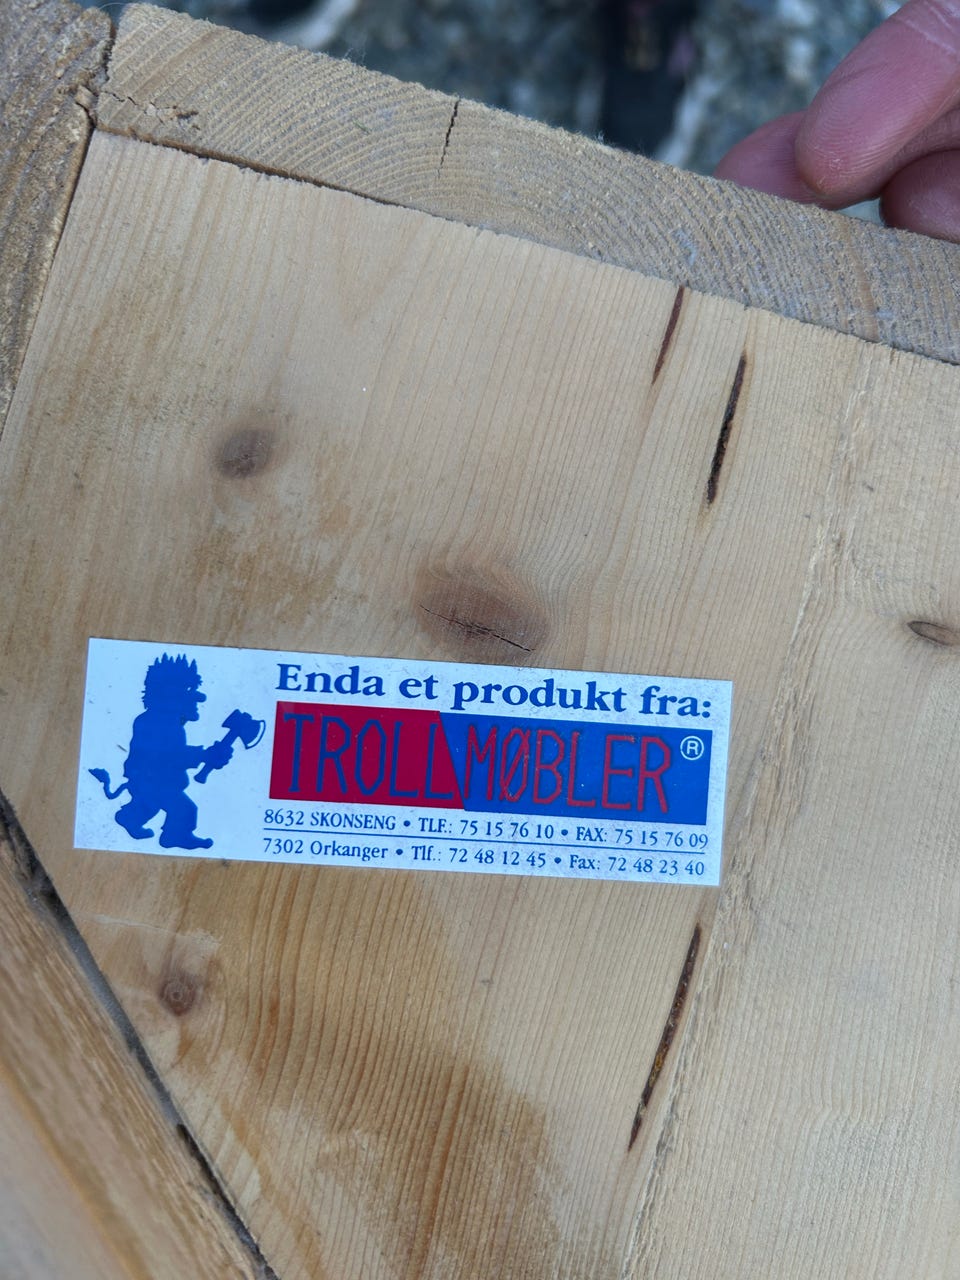 Enda et produkt fra:
TROLLMØBLER®
8632 SKONSENG • TLF.: 75 15 76 10 • FAX: 75 15 76 09
7302 Orkanger • Tlf.: 72 48 12 45 • Fax: 72 48 23 40